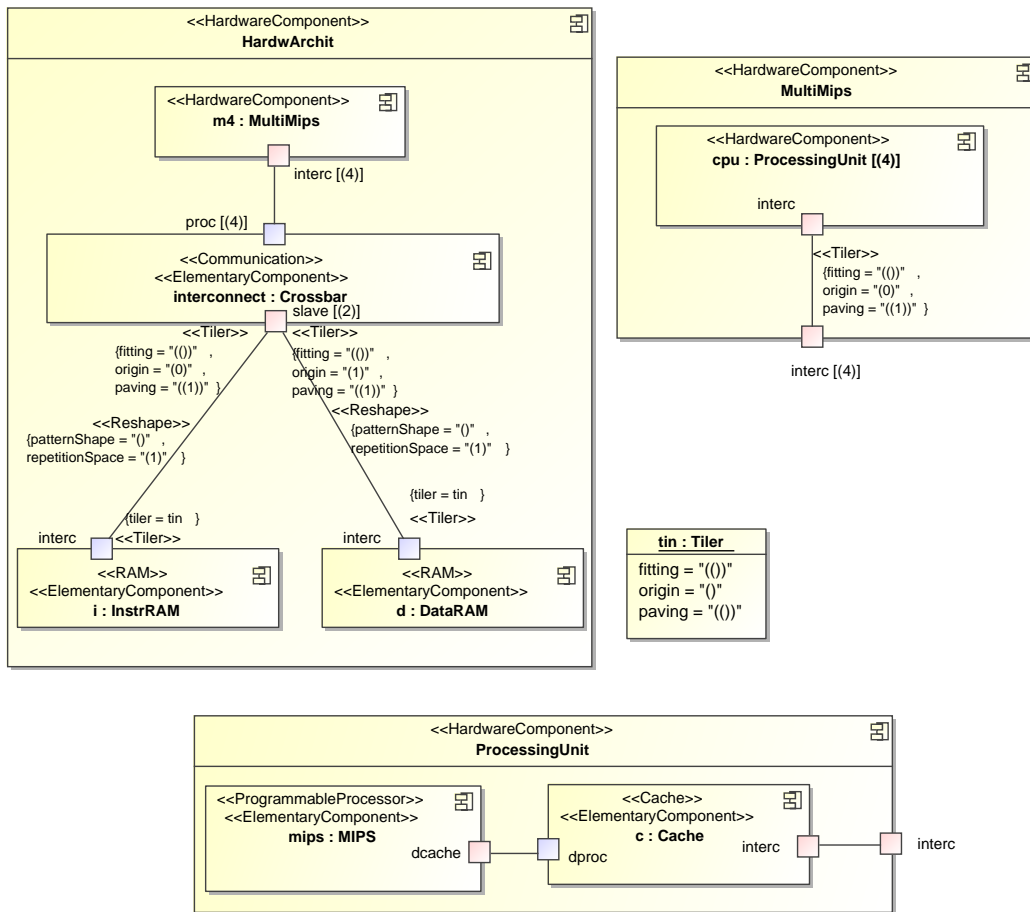 <<HardwareComponent>>
HardwArchit
<<HardwareComponent>>
m4 : MultiMips
interc [(4)]
proc [(4)]
<<Communication>>
<<ElementaryComponent>>
interconnect : Crossbar
slave [(2)]
<<Tiler>>
{fitting = "(())" ,
origin = "(0)" ,
paving = "((1))" }
<<Tiler>>
{fitting = "(())" ,
origin = "(1)" ,
paving = "((1))" }
<<Reshape>>
{patternShape = "()" ,
repetitionSpace = "(1)" }
<<Reshape>>
{patternShape = "()" ,
repetitionSpace = "(1)" }
{tiler = tin }
<<Tiler>>
interc
{tiler = tin }
<<Tiler>>
interc
<<RAM>>
<<ElementaryComponent>>
i : InstrRAM
<<RAM>>
<<ElementaryComponent>>
d : DataRAM
<<HardwareComponent>>
MultiMips
<<HardwareComponent>>
cpu : ProcessingUnit [(4)]
interc
<<Tiler>>
{fitting = "(())" ,
origin = "(0)" ,
paving = "((1))" }
interc [(4)]
tin : Tiler
fitting = "(())"
origin = "()"
paving = "(())"
<<HardwareComponent>>
ProcessingUnit
<<ProgrammableProcessor>>
<<ElementaryComponent>>
mips : MIPS
dcache
<<Cache>>
<<ElementaryComponent>>
c : Cache
dproc
interc
interc